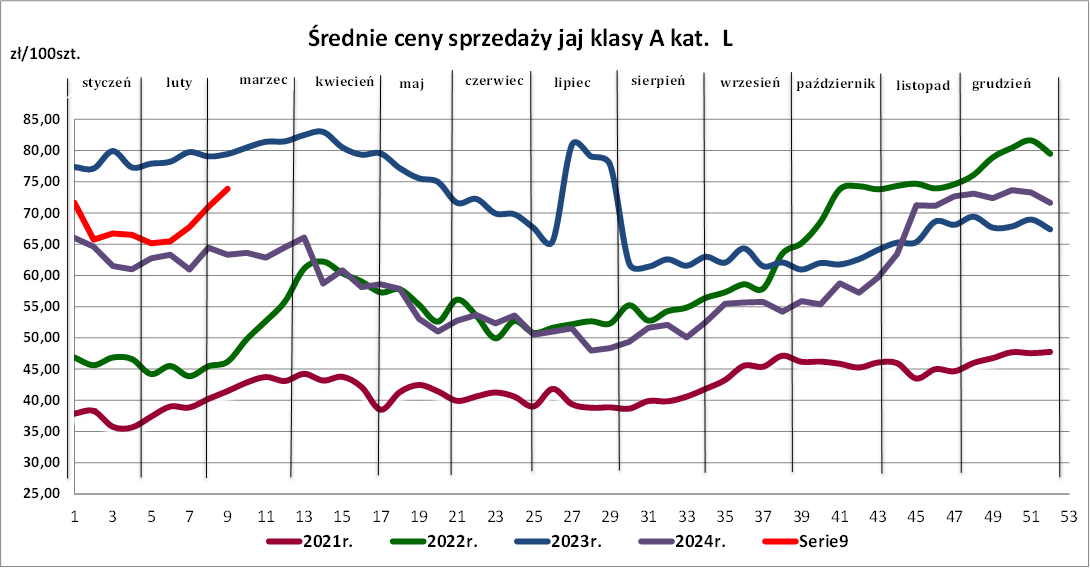 Średnie ceny sprzedaży jaj klasy A kat. L
zł/100szt.
styczeń luty marzec kwiecień maj czerwiec lipiec sierpień wrzesień październik listopad grudzień
85,00
80,00
75,00
70,00
65,00
60,00
55,00
50,00
45,00
40,00
35,00
30,00
25,00
1 3 5 7 9 11 13 15 17 19 21 23 25 27 29 31 33 35 37 39 41 43 45 47 49 51 53
2021r. 2022r. 2023r. 2024r. Serie9